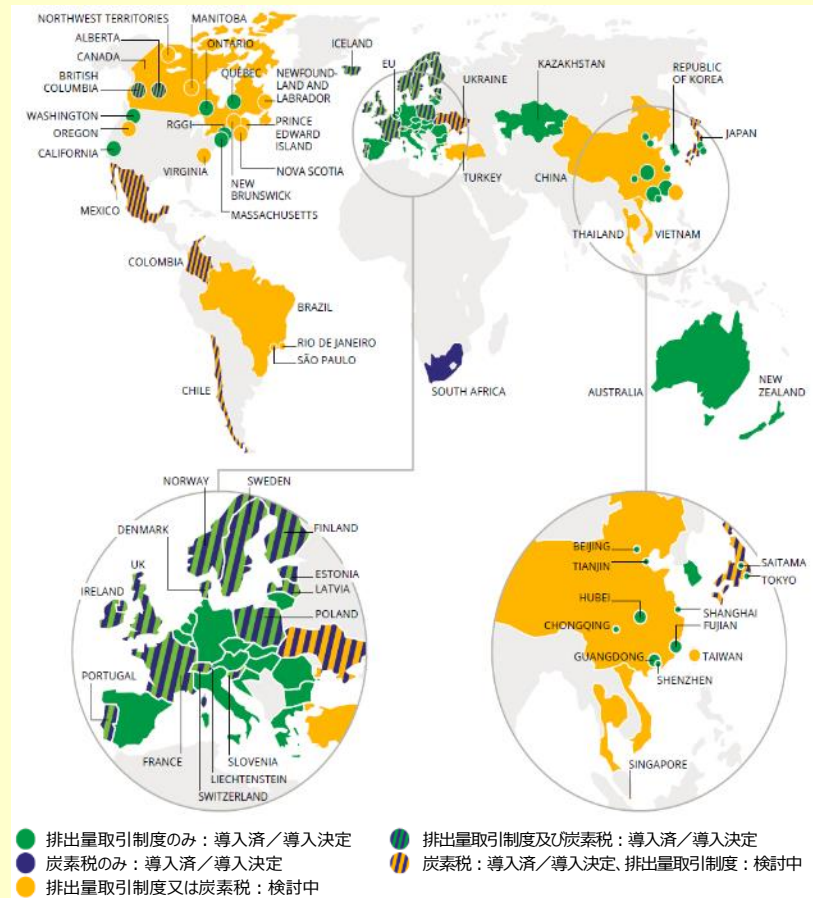 NORTHWEST TERRITORIES
MANITOBA
ALBERTA
ONTARIO
CANADA
BRITISH
COLUMBIA
QUÉBEC
NEWFOUND-
LAND AND
LABRADOR
WASHINGTON
OREGON
RGGI
PRINCE
EDWARD
ISLAND
CALIFORNIA
VIRGINIA
NOVA SCOTIA
NEW
BRUNSWICK
MASSACHUSETTS
MEXICO
ICELAND
EU
UKRAINE
KAZAKHSTAN
REPUBLIC
OF KOREA
JAPAN
TURKEY
CHINA
THAILAND
VIETNAM
COLOMBIA
BRAZIL
RIO DE JANEIRO
SÃO PAULO
CHILE
SOUTH AFRICA
AUSTRALIA
NEW
ZEALAND
NORWAY
SWEDEN
DENMARK
FINLAND
UK
IRELAND
ESTONIA
LATVIA
POLAND
PORTUGAL
FRANCE
SLOVENIA
LIECHTENSTEIN
SWITZERLAND
BEIJING
TIANJIN
SAITAMA
TOKYO
HUBEI
SHANGHAI
CHONGQING
FUJIAN
GUANGDONG
TAIWAN
SHENZHEN
SINGAPORE
排出量取引制度のみ：導入済／導入決定
排出量取引制度及び炭素税：導入済／導入決定
炭素税のみ：導入済／導入決定
炭素税：導入済／導入決定、排出量取引制度：検討中
排出量取引制度又は炭素税：検討中